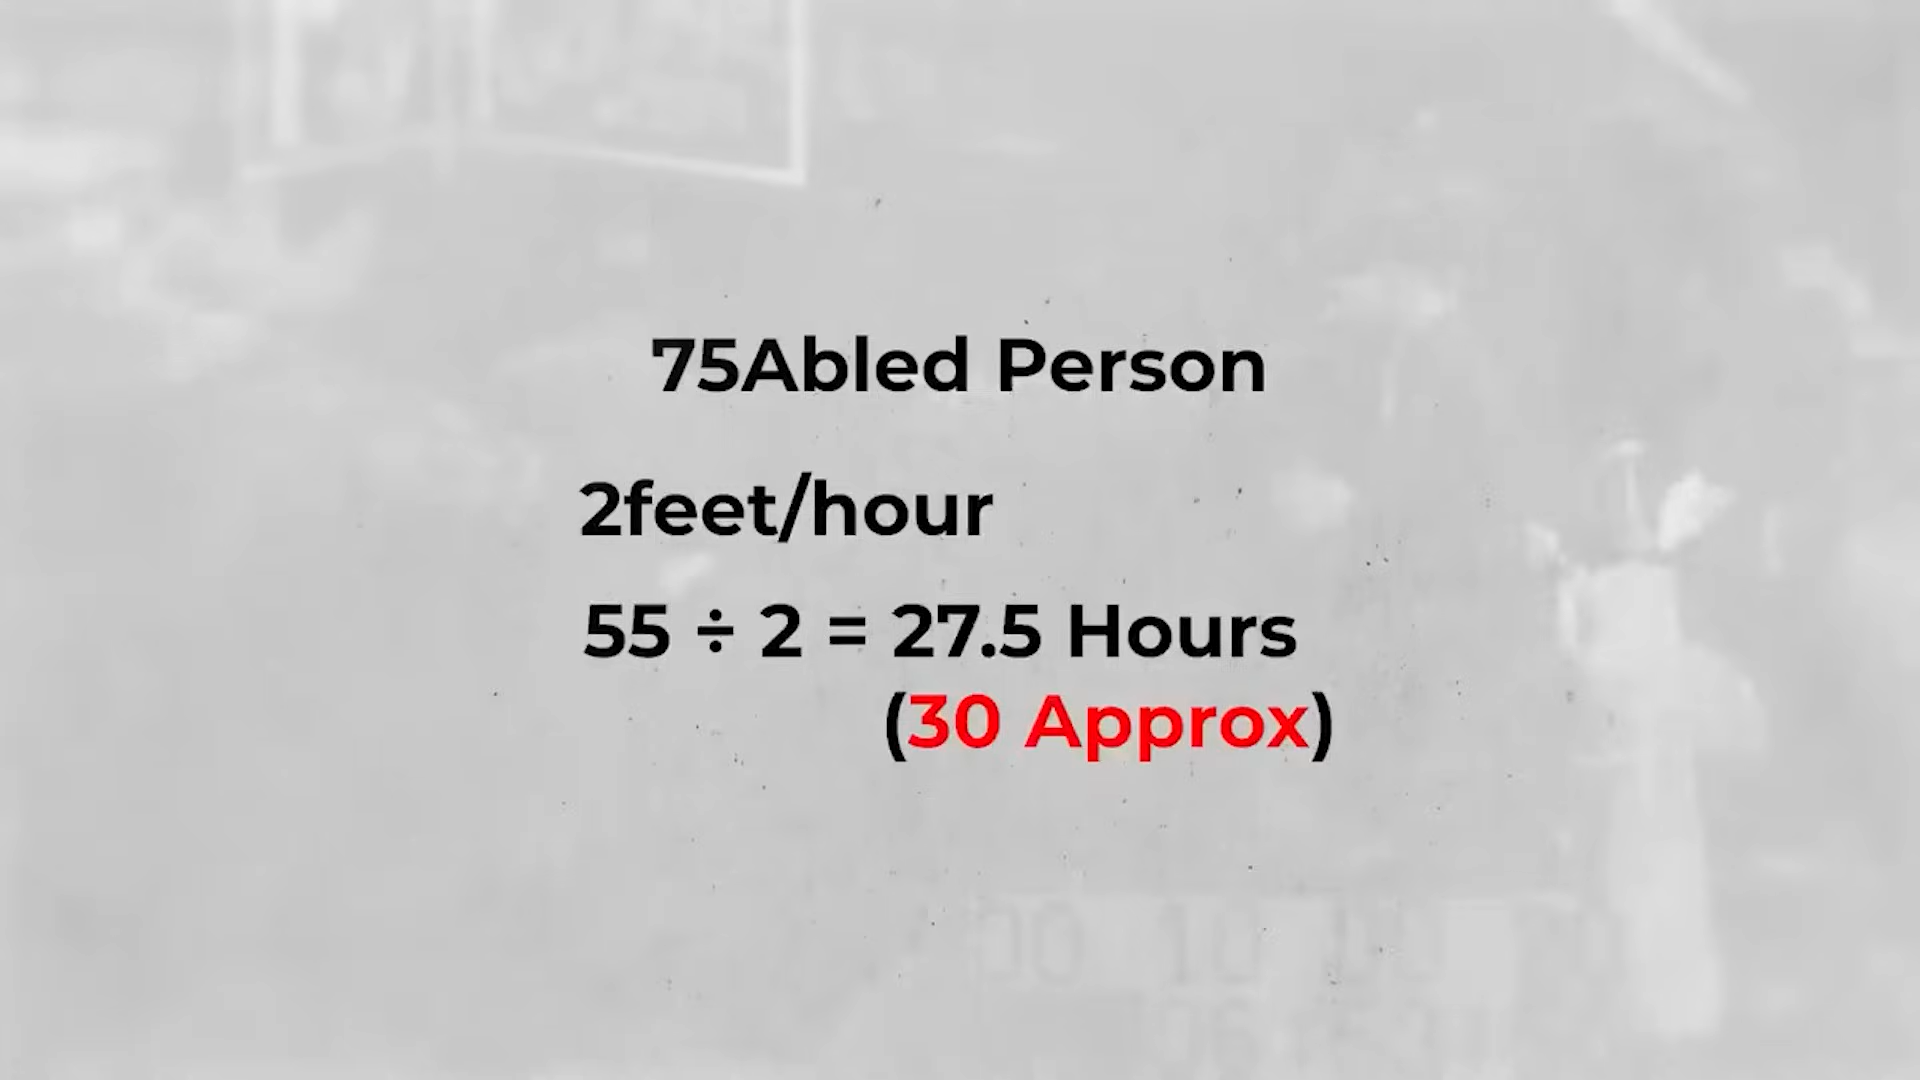 75Abled Person
2feet/hour
55 ÷ 2 = 27.5 Hours
(30 Approx)